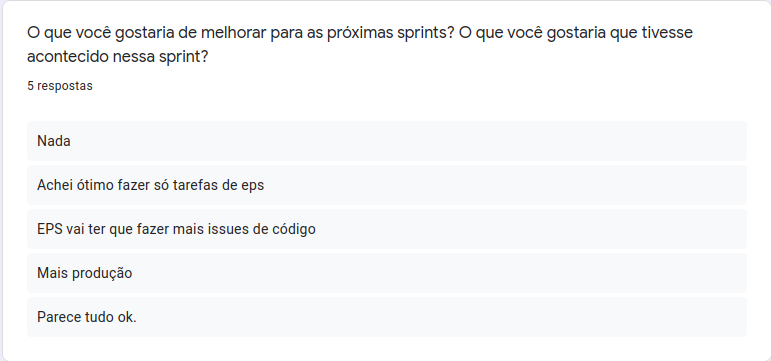 O que você gostaria de melhorar para as próximas sprints? O que você gostaria que tivesse
acontecido nessa sprint?
5 respostas
Nada
Achei ótimo fazer só tarefas de eps
EPS vai ter que fazer mais issues de código
Mais produção
Parece tudo ok.